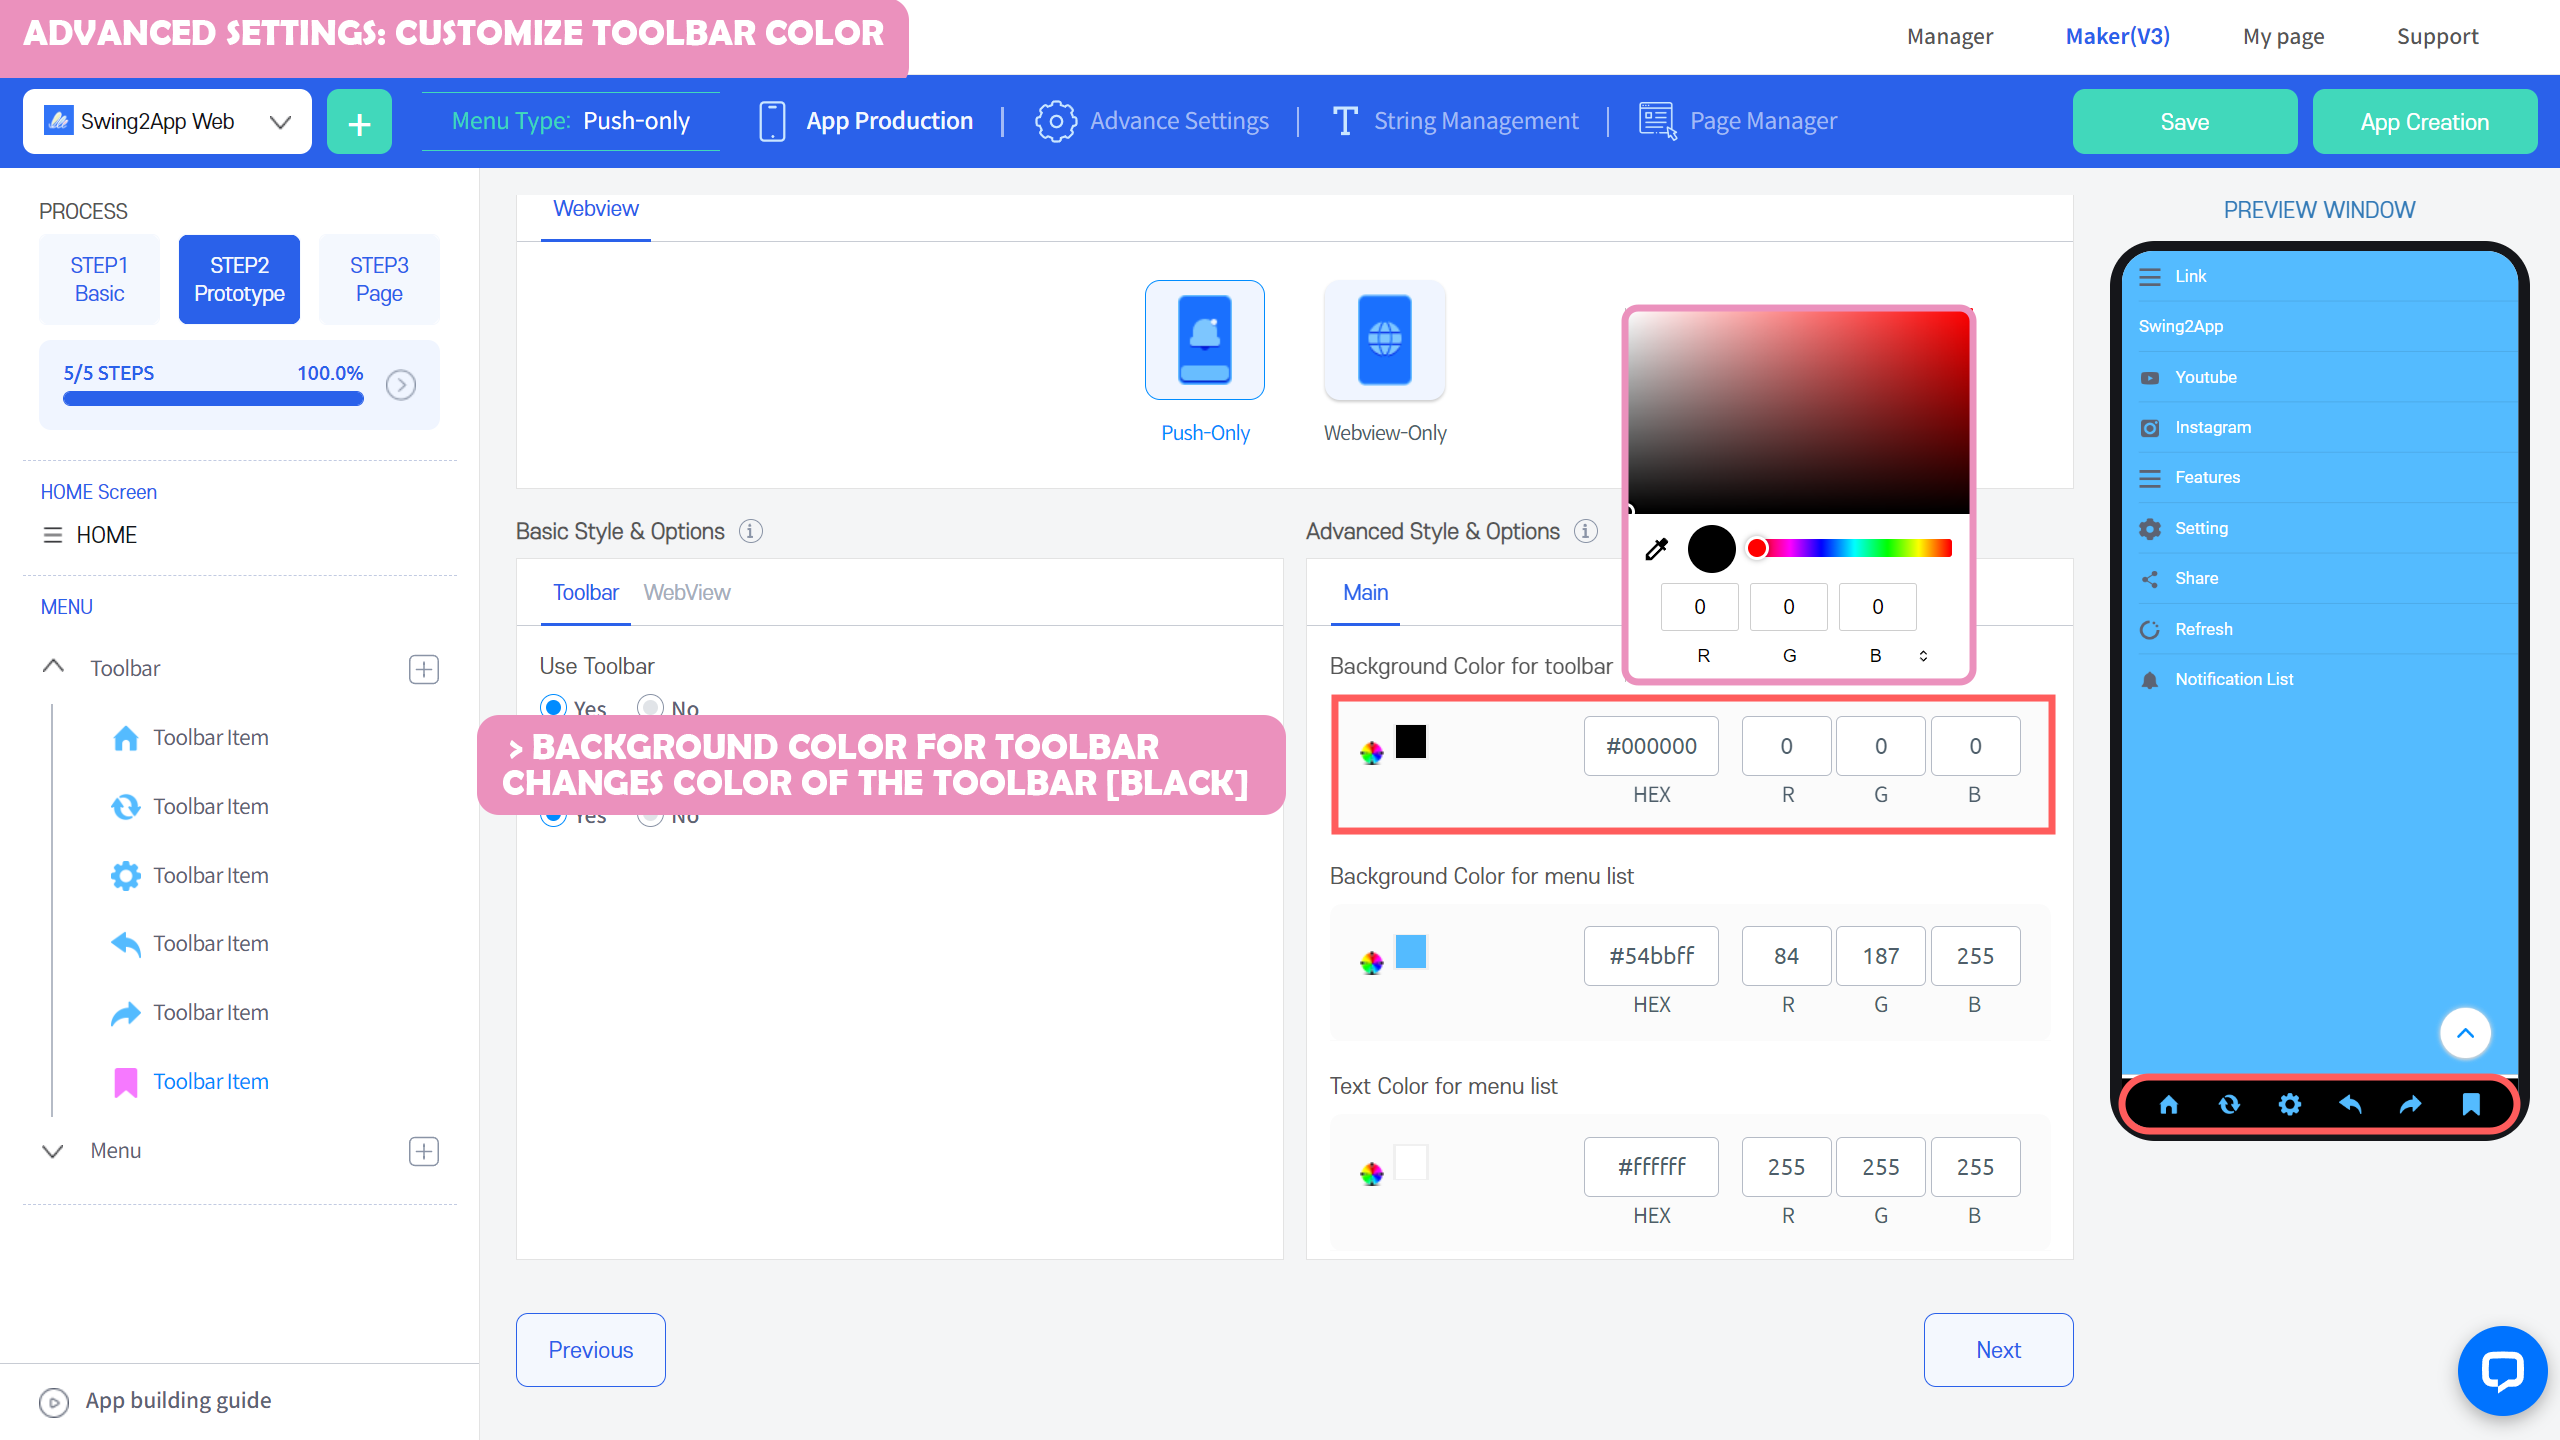 ADVANCED SETTINGS: CUSTOMIZE TOOLBAR COLOR
Manager
Maker(V3)
My page
Support
Swing2App Web
+
Menu Type: Push-only
App Production
Advance Settings
String Management
Page Manager
Save
App Creation
PROCESS
STEP1
Basic
STEP2
Prototype
STEP3
Page
5/5 STEPS
100.0%
HOME Screen
HOME
MENU
Toolbar
Toolbar Item
Toolbar Item
Toolbar Item
Toolbar Item
Toolbar Item
Toolbar Item
Menu
App building guide
Webview
Push-Only
Webview-Only
Basic Style & Options
Toolbar
WebView
Use Toolbar
Yes
No
> BACKGROUND COLOR FOR TOOLBAR
CHANGES COLOR OF THE TOOLBAR [BLACK]
Yes
No
Advanced Style & Options
Main
0
0
0
R
G
B
Background Color for toolbar
#000000
0
0
0
HEX
R
G
B
Background Color for menu list
#54bbff
84
187
255
HEX
R
G
B
Text Color for menu list
#ffffff
255
255
255
HEX
R
G
B
Previous
Next
PREVIEW WINDOW
Link
Swing2App
Youtube
Instagram
Features
Setting
Share
Refresh
Notification List